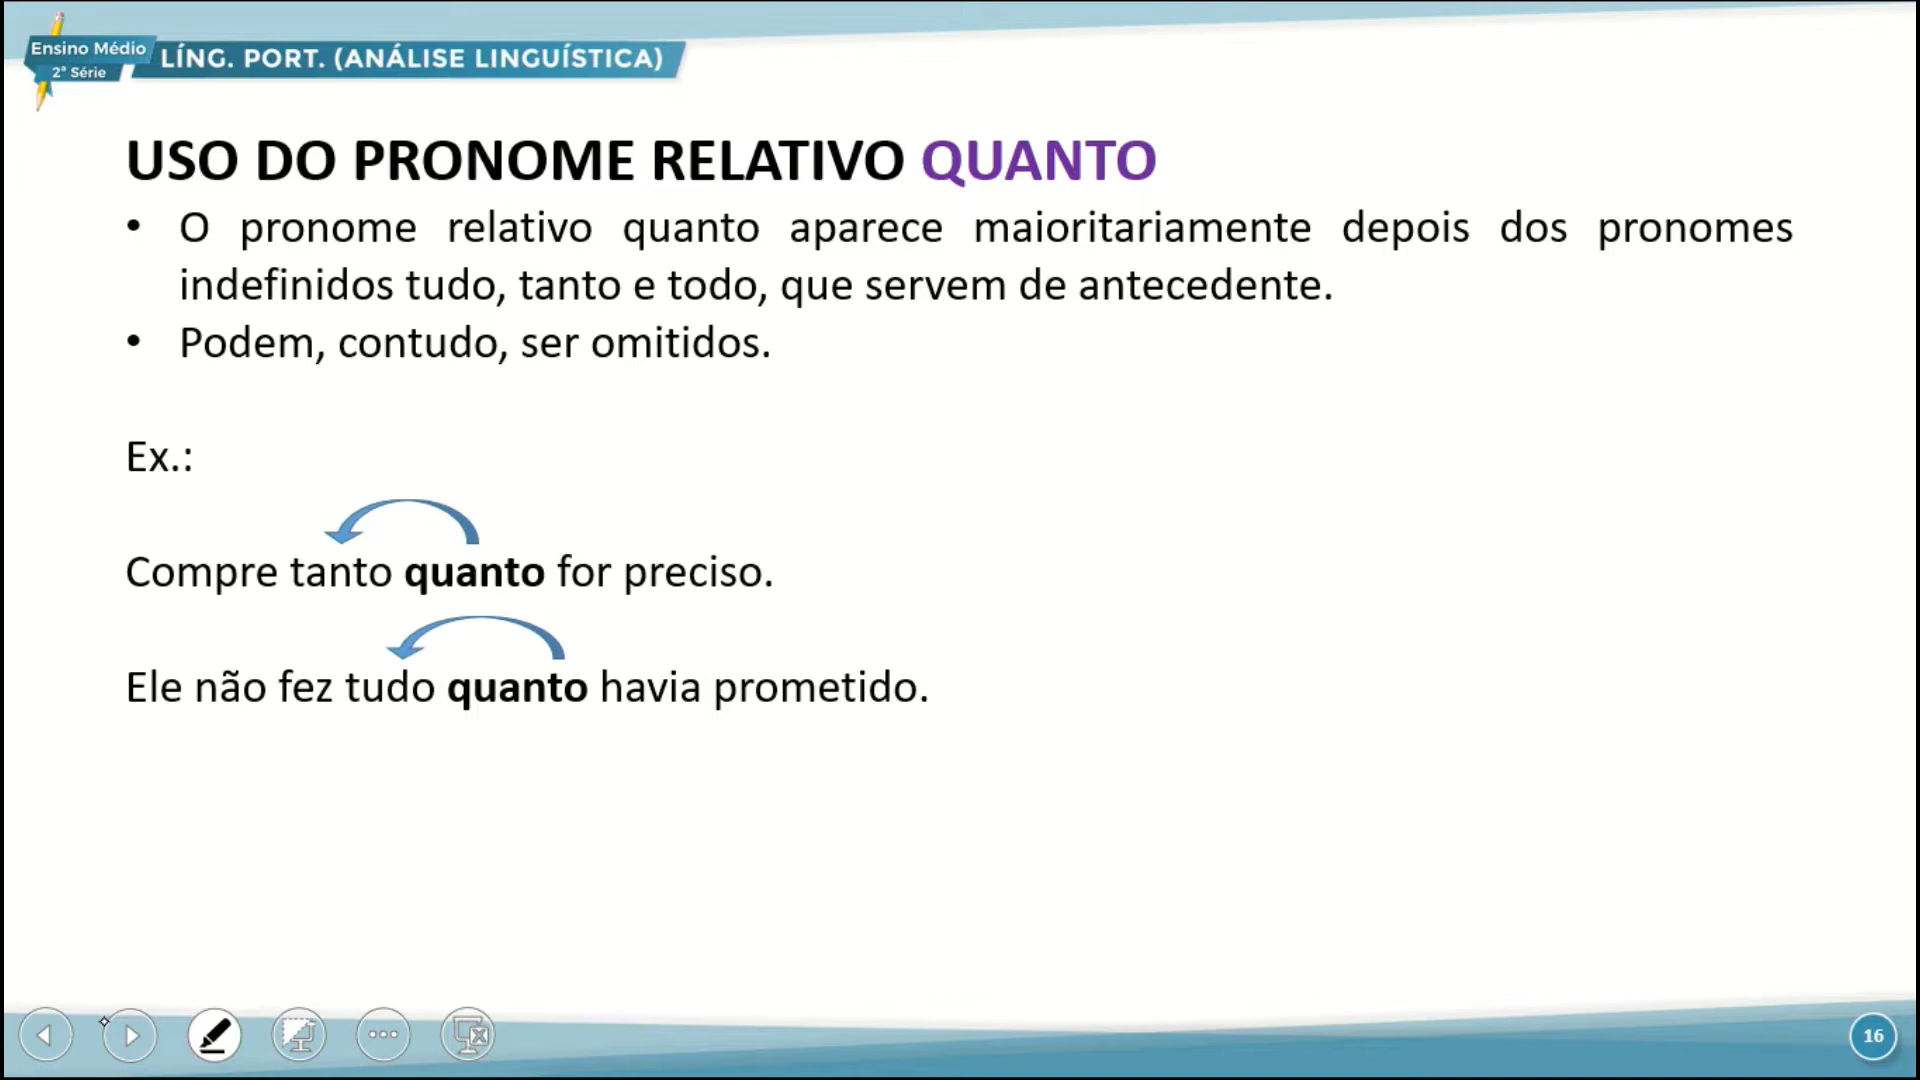 Ensino Médio
2ª Série
LÍNG. PORT. (ANÁLISE LINGUÍSTICA)
USO DO PRONOME RELATIVO QUANTO
• O pronome relativo quanto aparece maioritariamente depois dos pronomes
indefinidos tudo, tanto e todo, que servem de antecedente.
• Podem, contudo, ser omitidos.
Ex.:
Compre tanto quanto for preciso.
Ele não fez tudo quanto havia prometido.
16